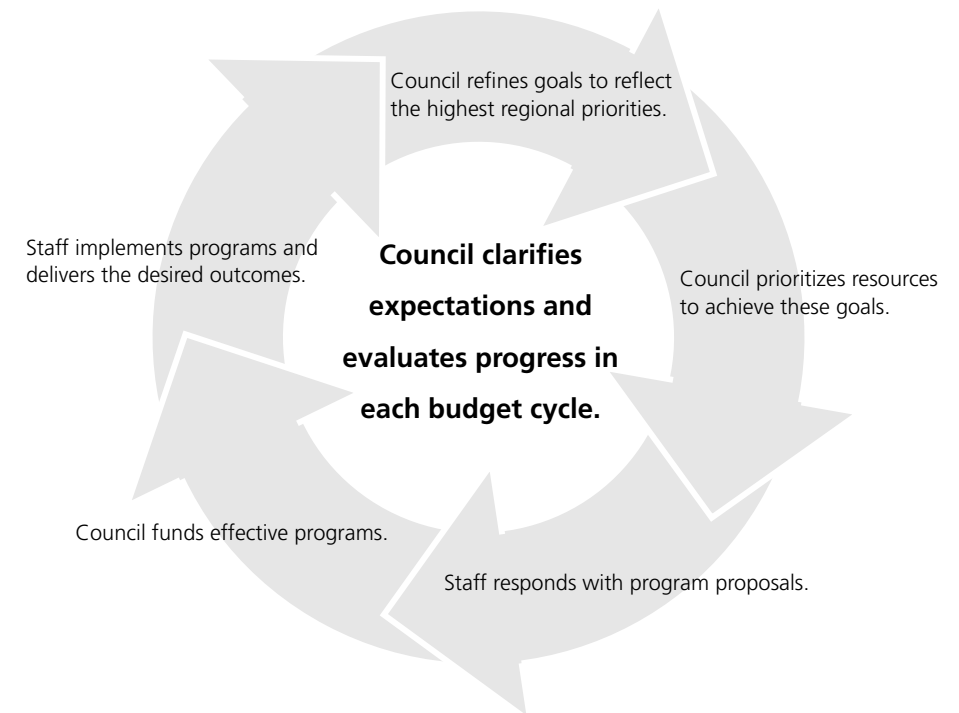 Council refines goals to reflect
the highest regional priorities.
Council prioritizes resources
to achieve these goals.
Staff responds with program proposals.
Council funds effective programs.
Staff implements programs and
delivers the desired outcomes.
Council clarifies
expectations and
evaluates progress in
each budget cycle.